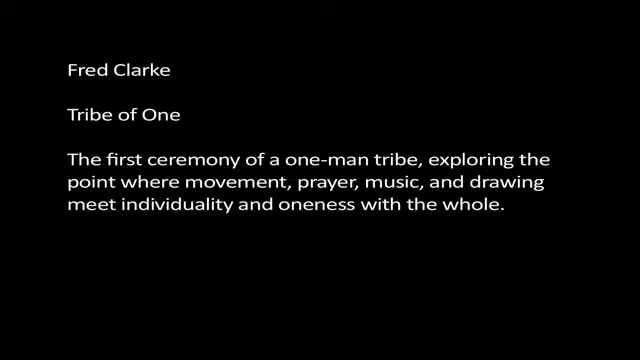 Fred Clarke
Tribe of One
The first ceremony of a one-man tribe, exploring the
point where movement, prayer, music, and drawing
meet individuality and oneness with the whole.